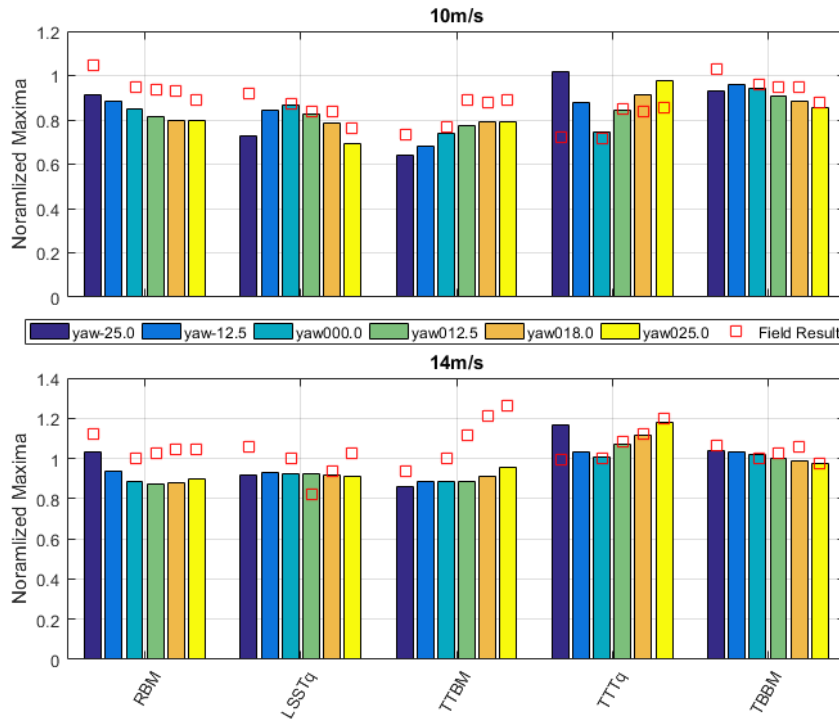 10m/s
1.2
1
0.8
0.6
0.4
0.2
0
Noramlized Maxima
yaw-25.0 yaw-12.5 yaw000.0 yaw012.5 yaw018.0 yaw025.0 Field Result
14m/s
1.4
1.2
1
0.8
0.6
0.4
0.2
0
Noramlized Maxima
RBM LSSTq TTBM TTTq TBBM